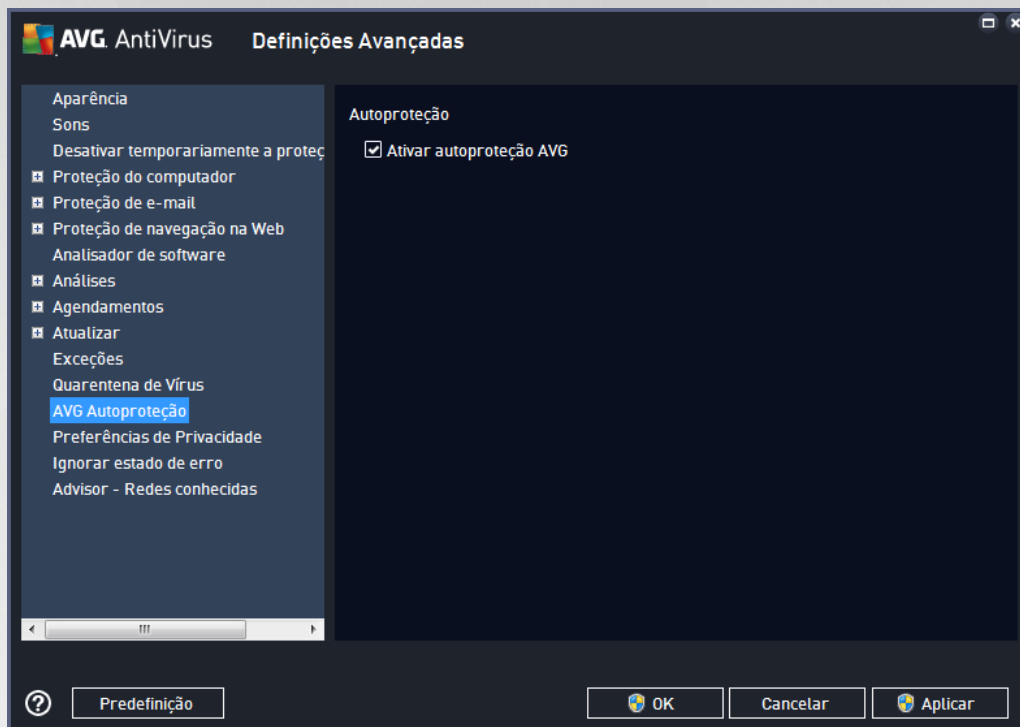 AVG. AntiVirus Definições Avançadas
Aparência
Sons
Desativar temporariamente a proteç
Proteção do computador
Proteção de e-mail
Proteção de navegação na Web
Analisador de software
Análises
Agendamentos
Atualizar
Exceções
Quarentena de Vírus
AVG Autoproteção
Preferências de Privacidade
Ignorar estado de erro
Advisor - Redes conhecidas
Autoproteção
Ativar autoproteção AVG
Predefinição
OK
Cancelar
Aplicar